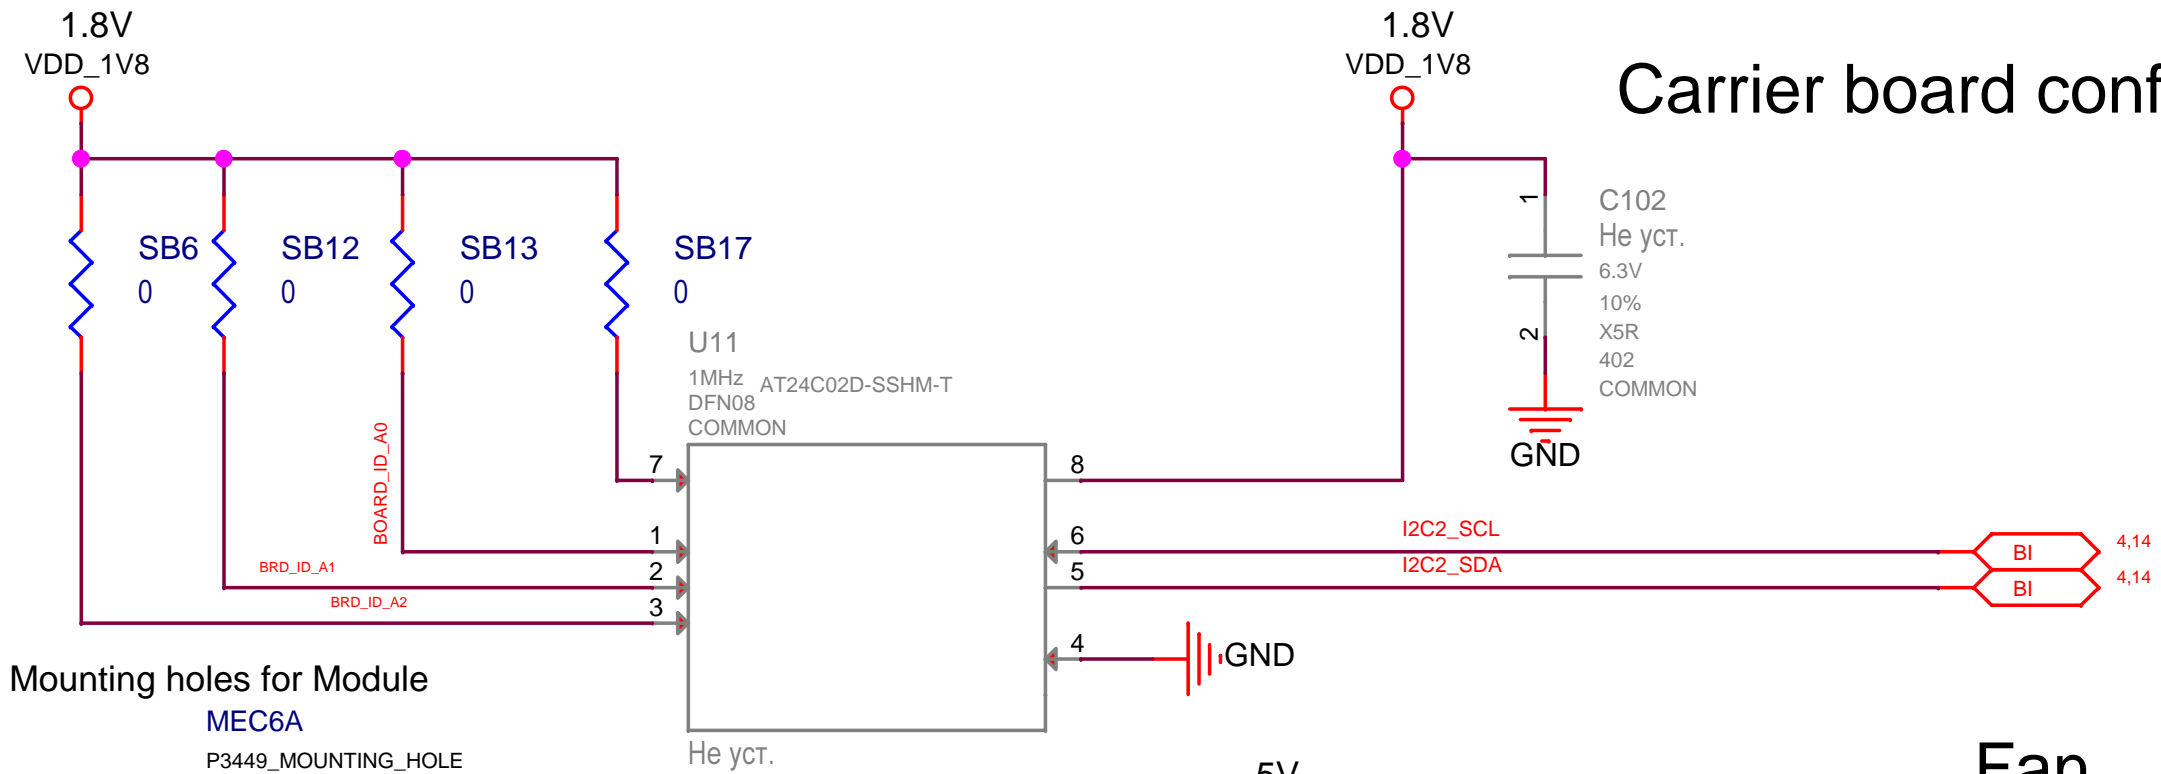 1.8V
VDD_1V8
1.8V
VDD_1V8
Carrier board conf
SB6
0
SB12
0
SB13
0
SB17
0
1
C102
Не уст.
6.3V
10%
X5R
402
COMMON
2
GND
U11
1MHz AT24C02D-SSHM-T
DFN08
COMMON
BOARD_ID_A0
7
8
1
6
I2C2_SCL
BI
4,14
BRD_ID_A1
2
5
I2C2_SDA
BI
4,14
BRD_ID_A2
3
4
GND
Не уст.
Mounting holes for Module
MEC6A
P3449_MOUNTING_HOLE
5V
Fan